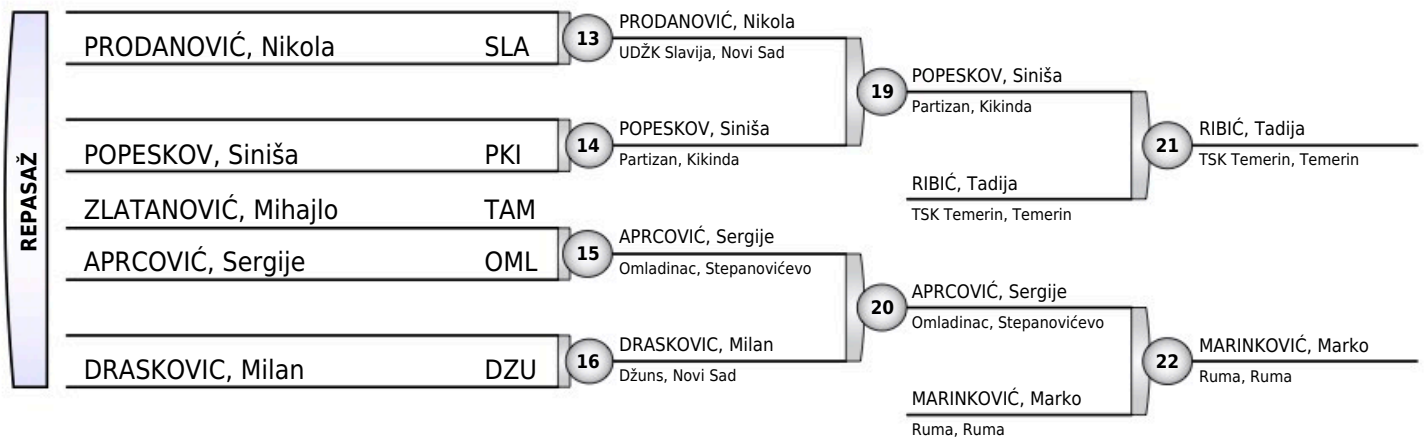 REPASAŽ
PRODANOVIĆ, Nikola SLA
POPESKOV, Siniša PKI
ZLATANOVIĆ, Mihajlo TAM
APRCOVIĆ, Sergije OML
DRASKOVIC, Milan DZU
13
PRODANOVIĆ, Nikola
UDŽK Slavija, Novi Sad
14
POPESKOV, Siniša
Partizan, Kikinda
15
APRCOVIĆ, Sergije
Omladinac, Stepanovićevo
16
DRASKOVIC, Milan
Džuns, Novi Sad
19
POPESKOV, Siniša
Partizan, Kikinda
RIBIĆ, Tadija
TSK Temerin, Temerin
20
APRCOVIĆ, Sergije
Omladinac, Stepanovićevo
MARINKOVIĆ, Marko
Ruma, Ruma
21
RIBIĆ, Tadija
TSK Temerin, Temerin
22
MARINKOVIĆ, Marko
Ruma, Ruma